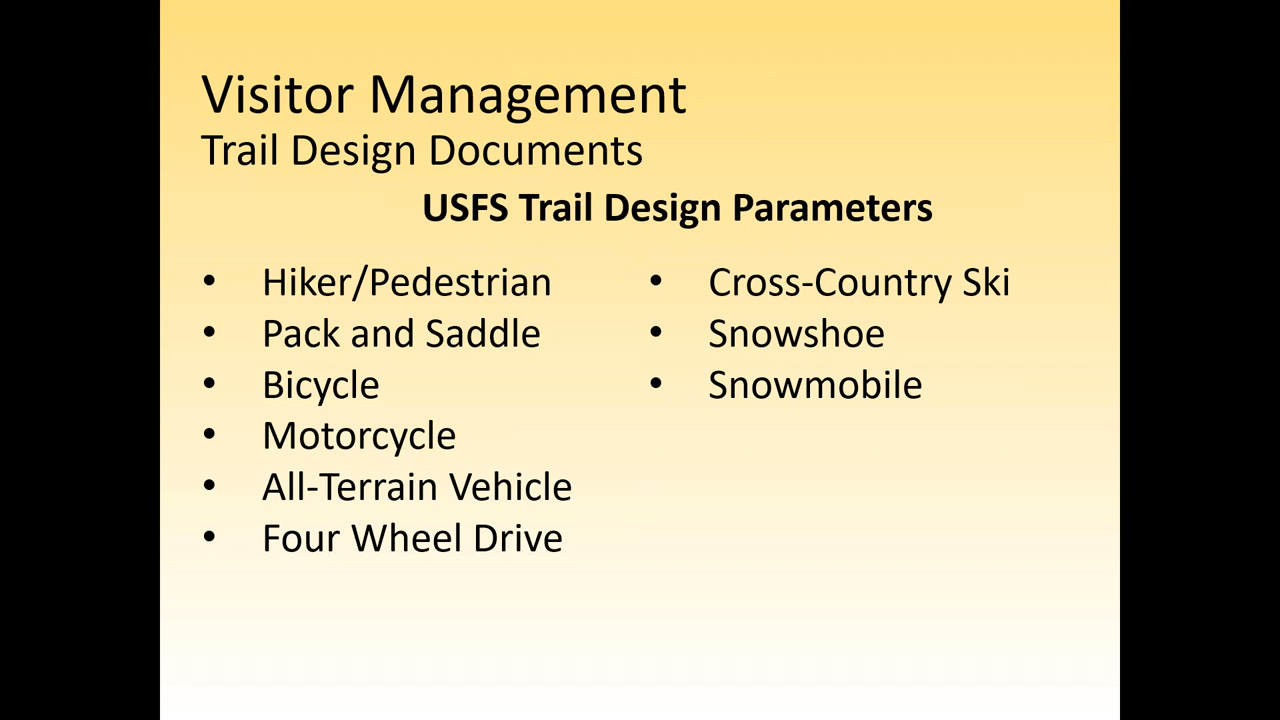 Visitor Management
Trail Design Documents
USFS Trail Design Parameters
• Hiker/Pedestrian
• Pack and Saddle
• Bicycle
• Motorcycle
• All-Terrain Vehicle
• Four Wheel Drive
• Cross-Country Ski
• Snowshoe
• Snowmobile